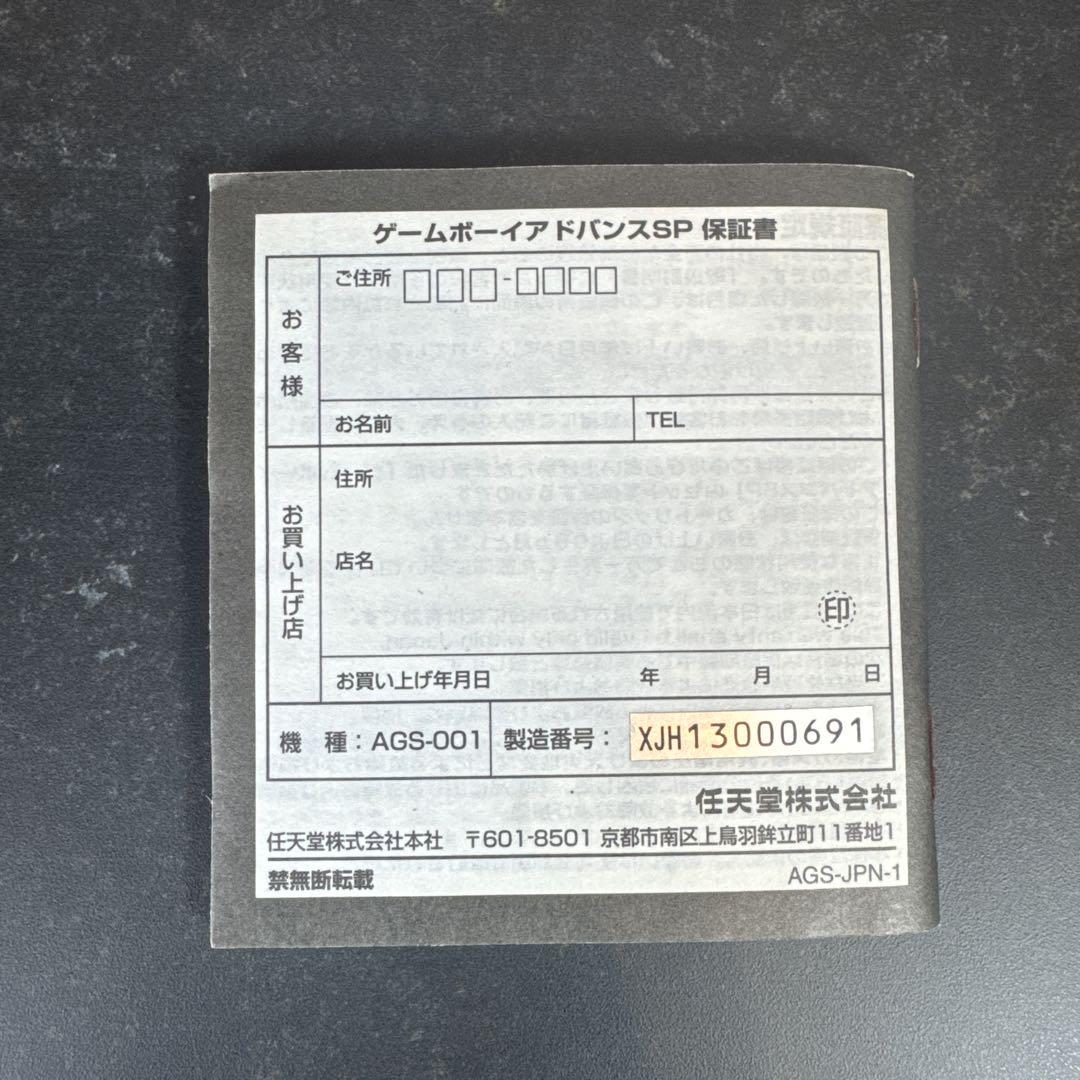 ゲームボーイアドバンスSP 保証書
お客様
ご住所 □□□-□□□□
お名前
TEL
お買い上げ店
住所
店名
印
お買い上げ年月日 年 月 日
機 種：AGS-001
製造番号： XJH13000691
任天堂株式会社
任天堂株式会社本社 〒601-8501 京都市南区上鳥羽鉾立町11番地1
禁無断転載
AGS-JPN-1